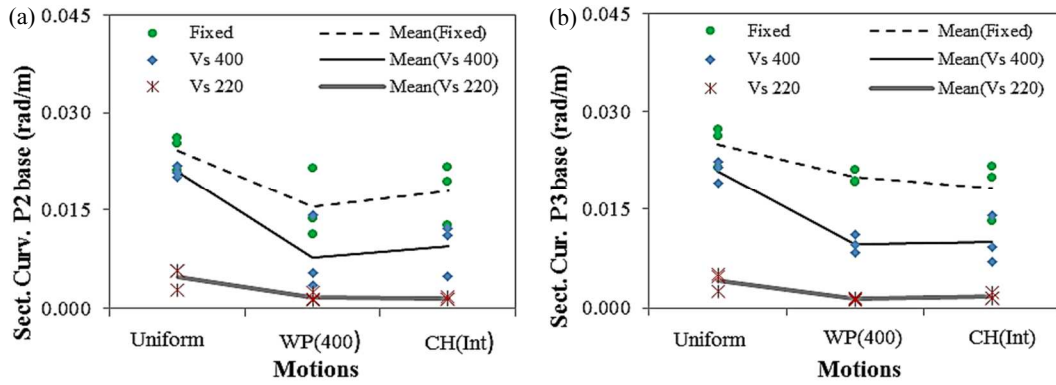 (a)
Sect. Curv. P2 base (rad/m)
0.045
0.030
0.015
0.000
Fixed
Vs 400
Vs 220
Mean(Fixed)
Mean(Vs 400)
Mean(Vs 220)
Uniform
WP(400)
CH(Int)
Motions
(b)
Sect. Cur. P3 base (rad/m)
0.045
0.030
0.015
0.000
Fixed
Vs 400
Vs 220
Mean(Fixed)
Mean(Vs 400)
Mean(Vs 220)
Uniform
WP(400)
CH(Int)
Motions